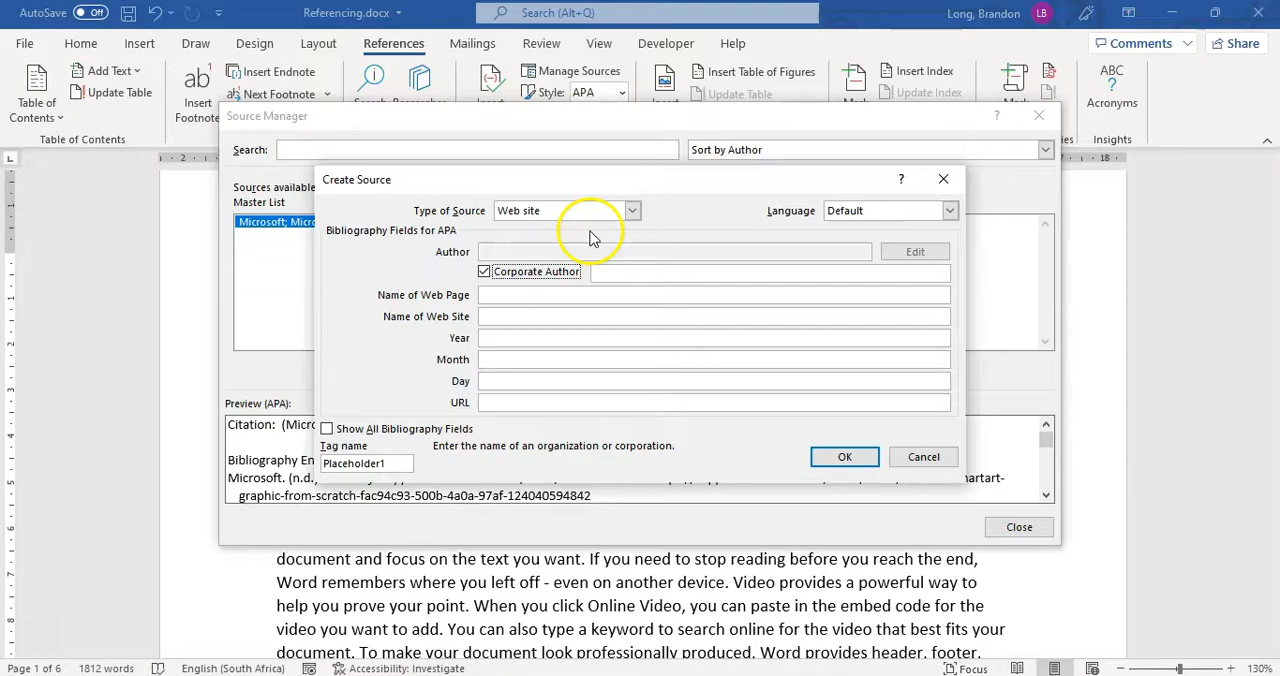 AutoSave Off Referencing.docx Search (Alt+Q) Long, Brandon LB
File Home Insert Draw Design Layout References Mailings Review View Developer Help Comments Share
Table of Contents
Add Text
Update Table
Table of Contents
ab
Insert Footnote
Insert Endnote
Next Footnote
Manage Sources
Style: APA
Insert Table of Figures
Update Table
Insert Index
Update Index
ABC
Acronyms
Insights
Source Manager
Search: Sort by Author
Sources available
Master List
Create Source
Type of Source Web site Language Default
Bibliography Fields for APA
Author Edit
Corporate Author
Name of Web Page
Name of Web Site
Year
Month
Day
URL
Show All Bibliography Fields
Tag name Enter the name of an organization or corporation.
Placeholder1
OK Cancel
Preview (APA):
graphic-from-scratch-fac94c93-500b-4a0a-97af-124040594842
Close
document and focus on the text you want. If you need to stop reading before you reach the end,
Word remembers where you left off - even on another device. Video provides a powerful way to
help you prove your point. When you click Online Video, you can paste in the embed code for the
video you want to add. You can also type a keyword to search online for the video that best fits your
document. To make your document look professionally produced, Word provides header, footer,
Page 1 of 6 1812 words English (South Africa) Accessibility: Investigate Focus 130%